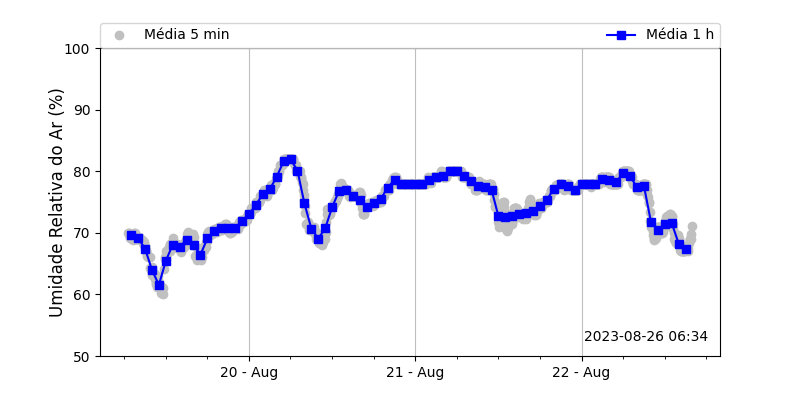 Média 5 min
Média 1 h
Umidade Relativa do Ar (%)
100
90
80
70
60
50
2023-08-26 06:34
20 - Aug
21 - Aug
22 - Aug